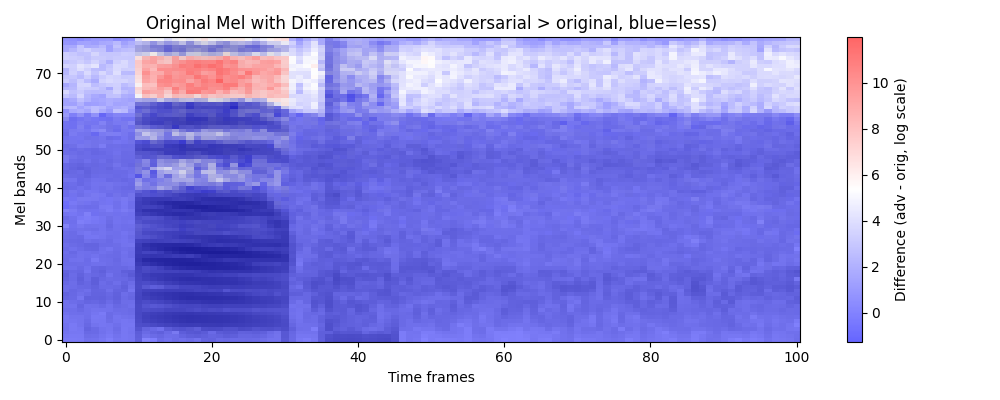 Original Mel with Differences (red=adversarial > original, blue=less)
Mel bands
70
60
50
40
30
20
10
0
0 20 40 60 80 100
Time frames
10
8
6
4
2
0
Difference (adv - orig, log scale)